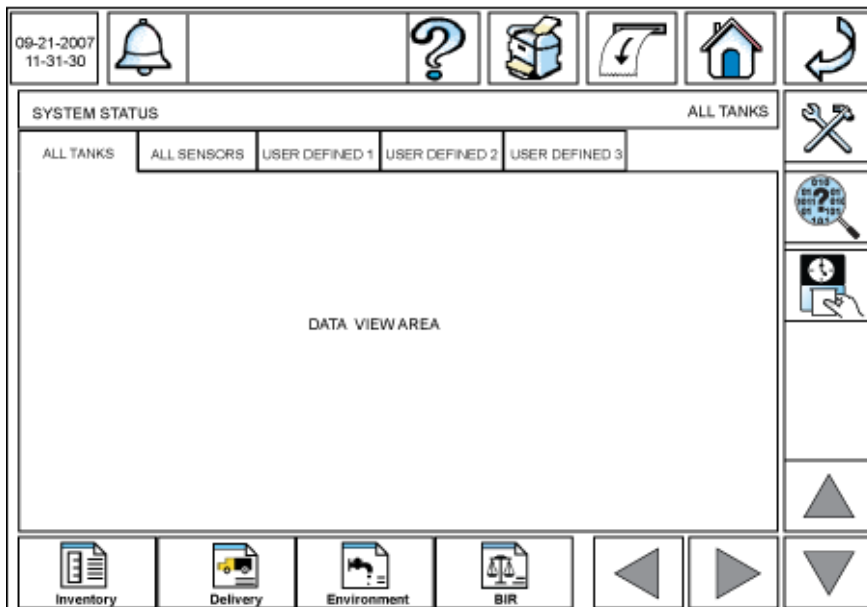 09-21-2007
11-31-30
SYSTEM STATUS
ALL TANKS
ALL TANKS
ALL SENSORS
USER DEFINED 1
USER DEFINED 2
USER DEFINED 3
DATA VIEW AREA
Inventory
Delivery
Environment
BIR